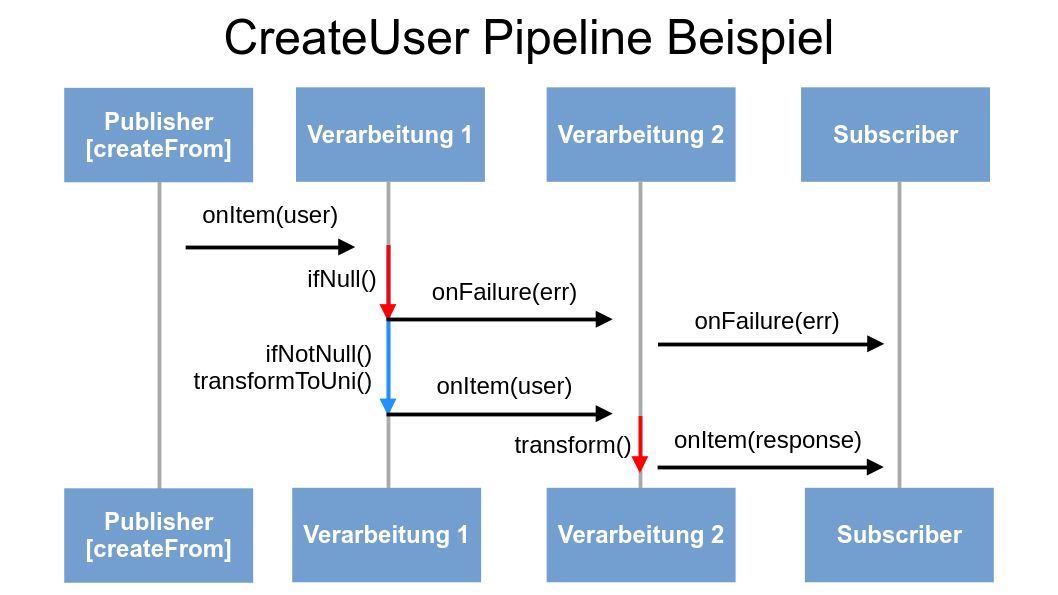 CreateUser Pipeline Beispiel
Publisher
[createFrom]
Verarbeitung 1
Verarbeitung 2
Subscriber
onItem(user)
ifNull()
onFailure(err)
onFailure(err)
ifNotNull()
transformToUni()
onItem(user)
transform()
onItem(response)
Publisher
[createFrom]
Verarbeitung 1
Verarbeitung 2
Subscriber